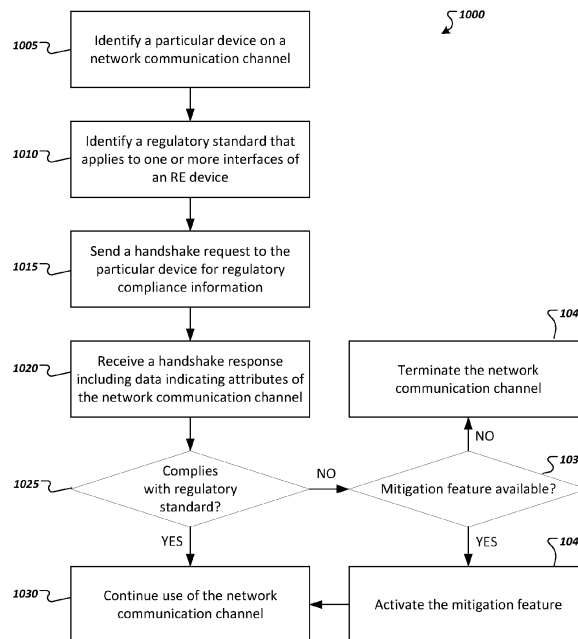 1000
1005
Identify a particular device on a
network communication channel
1010
Identify a regulatory standard that
applies to one or more interfaces of
an RE device
1015
Send a handshake request to the
particular device for regulatory
compliance information
1020
Receive a handshake response
including data indicating attributes of
the network communication channel
104
Terminate the network
communication channel
NO
1025
Complies
with regulatory
standard?
NO
103
Mitigation feature available?
YES
YES
1030
Continue use of the network
communication channel
104
Activate the mitigation feature